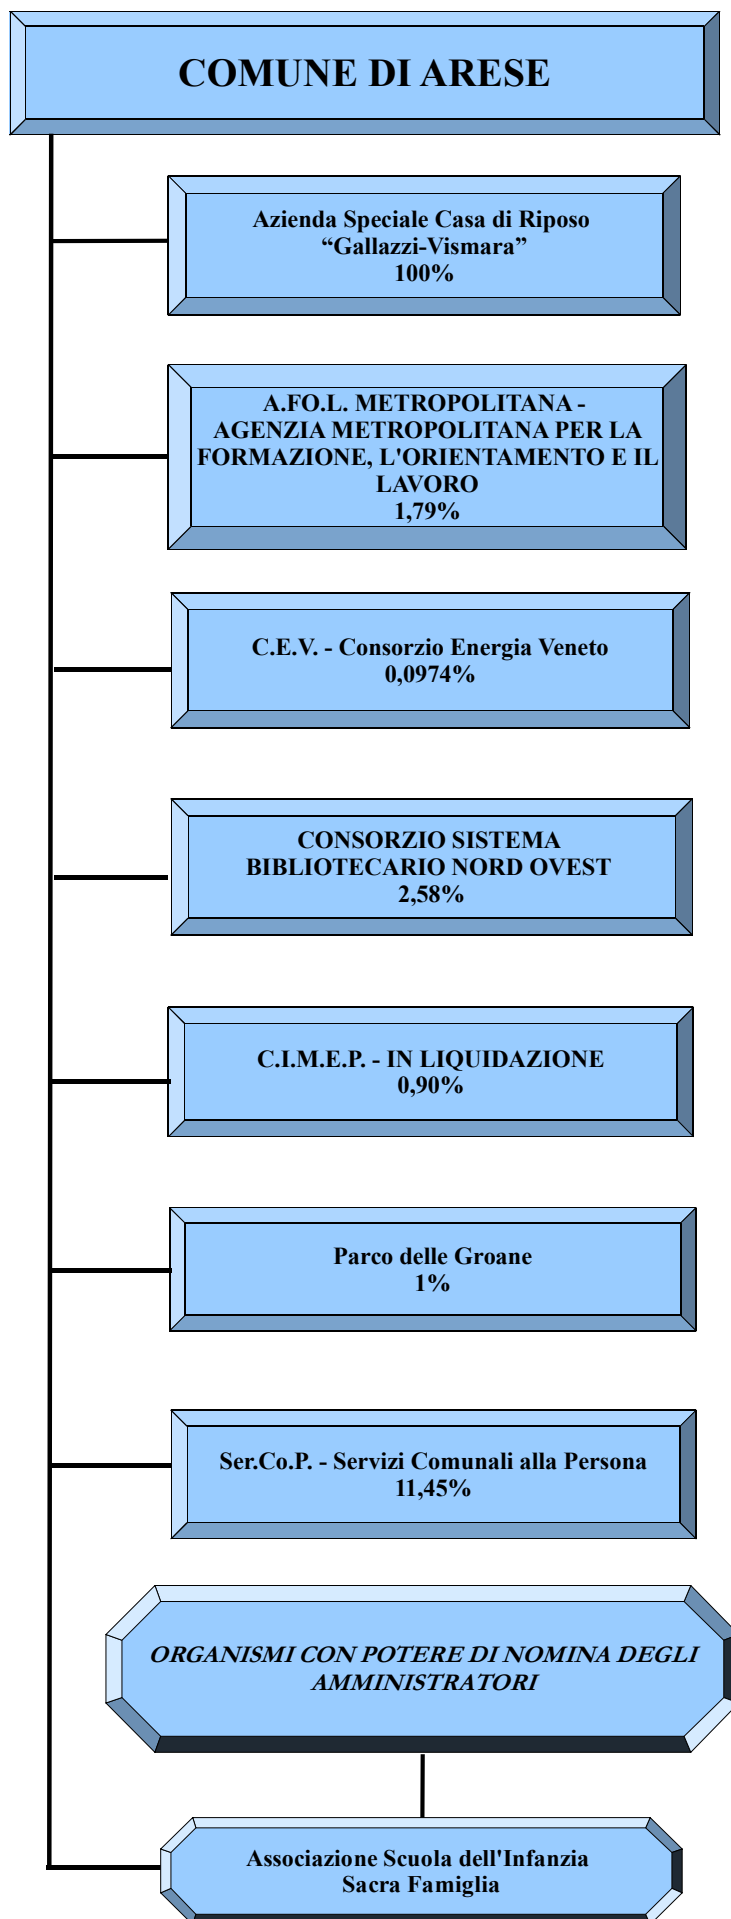 COMUNE DI ARESE
Azienda Speciale Casa di Riposo
“Gallazzi-Vismara”
100%
A.FO.L. METROPOLITANA -
AGENZIA METROPOLITANA PER LA
FORMAZIONE, L'ORIENTAMENTO E IL
LAVORO
1,79%
C.E.V. - Consorzio Energia Veneto
0,0974%
CONSORZIO SISTEMA
BIBLIOTECARIO NORD OVEST
2,58%
C.I.M.E.P. - IN LIQUIDAZIONE
0,90%
Parco delle Groane
1%
Ser.Co.P. - Servizi Comunali alla Persona
11,45%
ORGANISMI CON POTERE DI NOMINA DEGLI
AMMINISTRATORI
Associazione Scuola dell'Infanzia
Sacra Famiglia